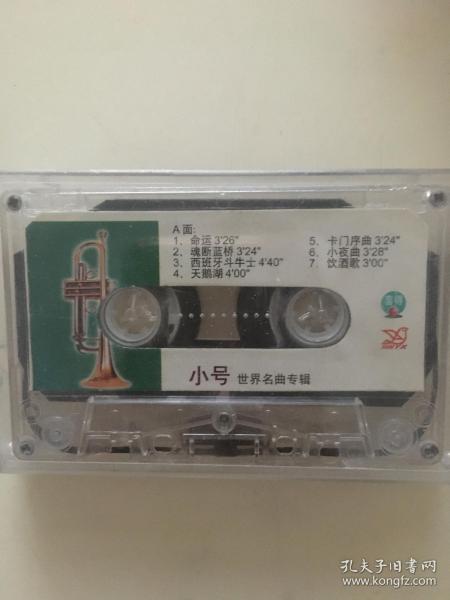 A面:
1、命运 3'26"
2、魂断蓝桥 3'24"
3、西班牙斗牛士 4'40"
4、天鹅湖 4'00"
5、卡门序曲 3'24"
6、小夜曲 3'28"
7、饮酒歌 3'00"
小号 世界名曲专辑
孔夫子旧书网
www.kongfz.com